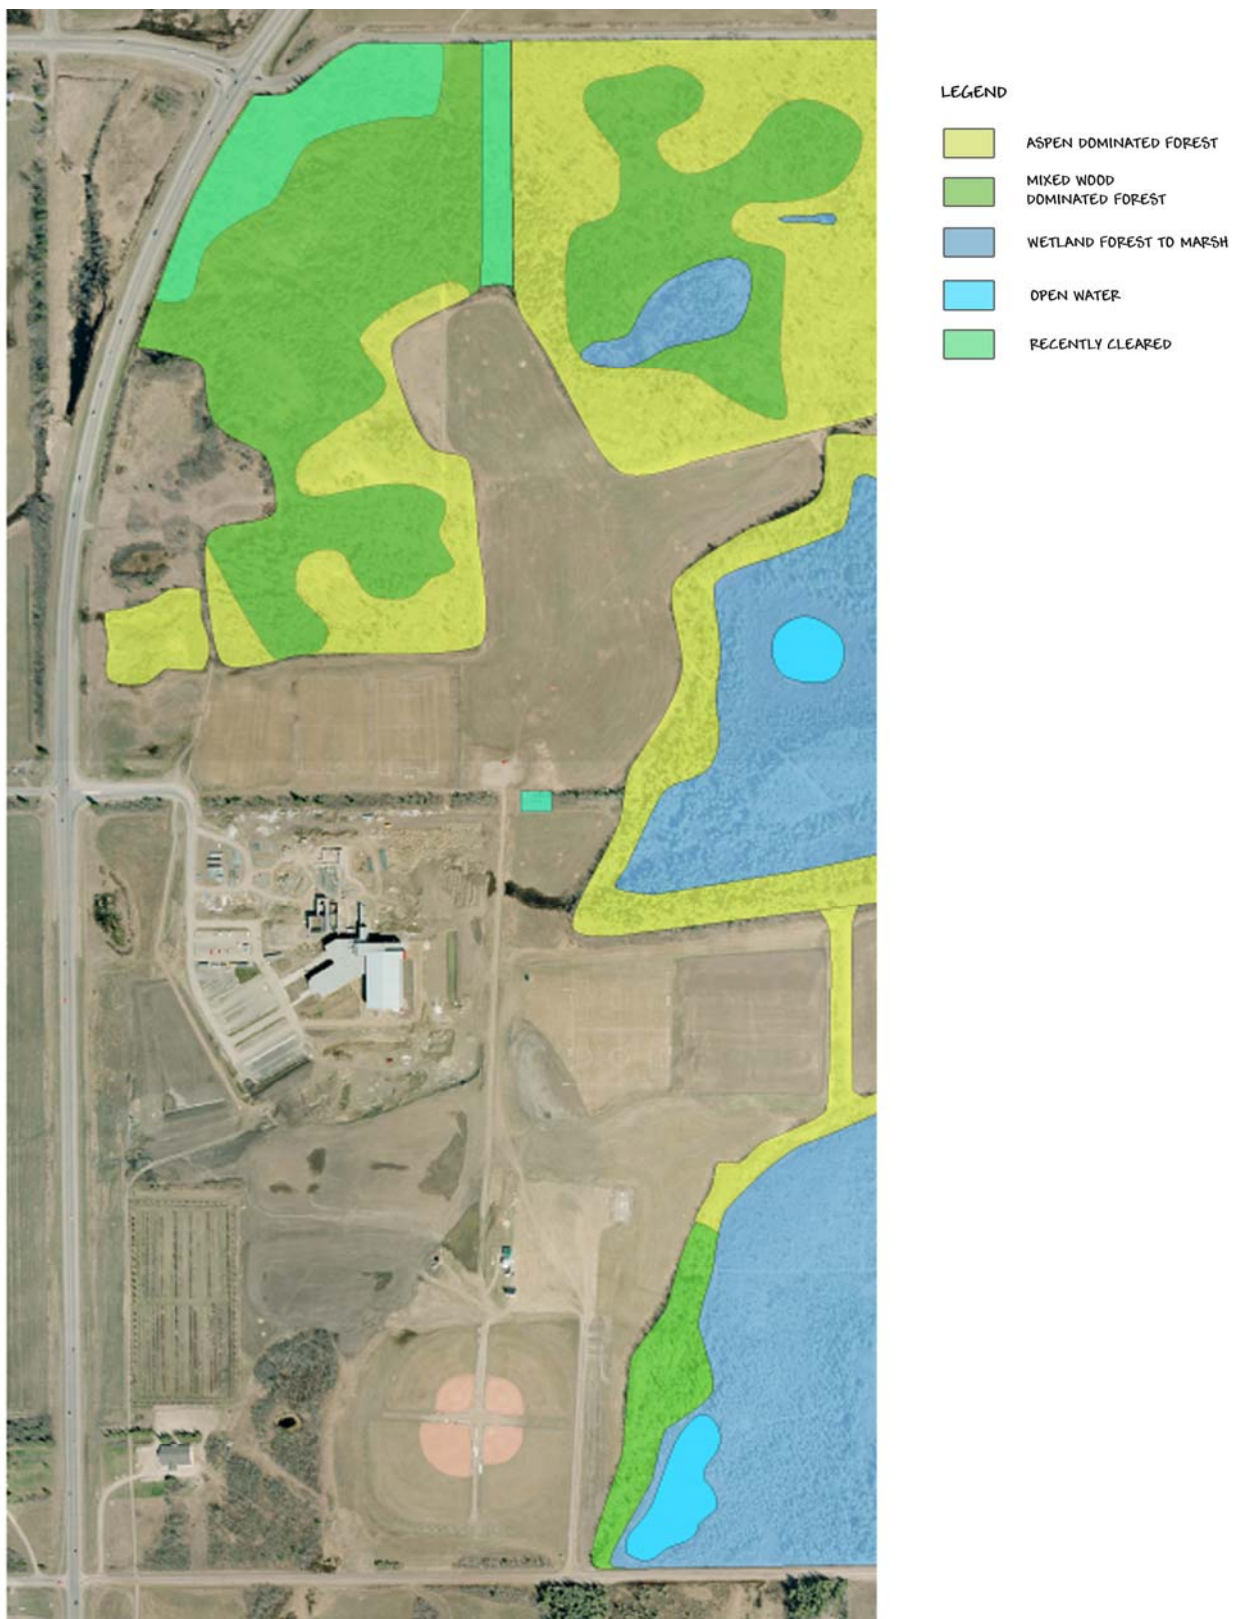 LEGEND
ASPEN DOMINATED FOREST
MIXED WOOD
DOMINATED FOREST
WETLAND FOREST TO MARSH
OPEN WATER
RECENTLY CLEARED